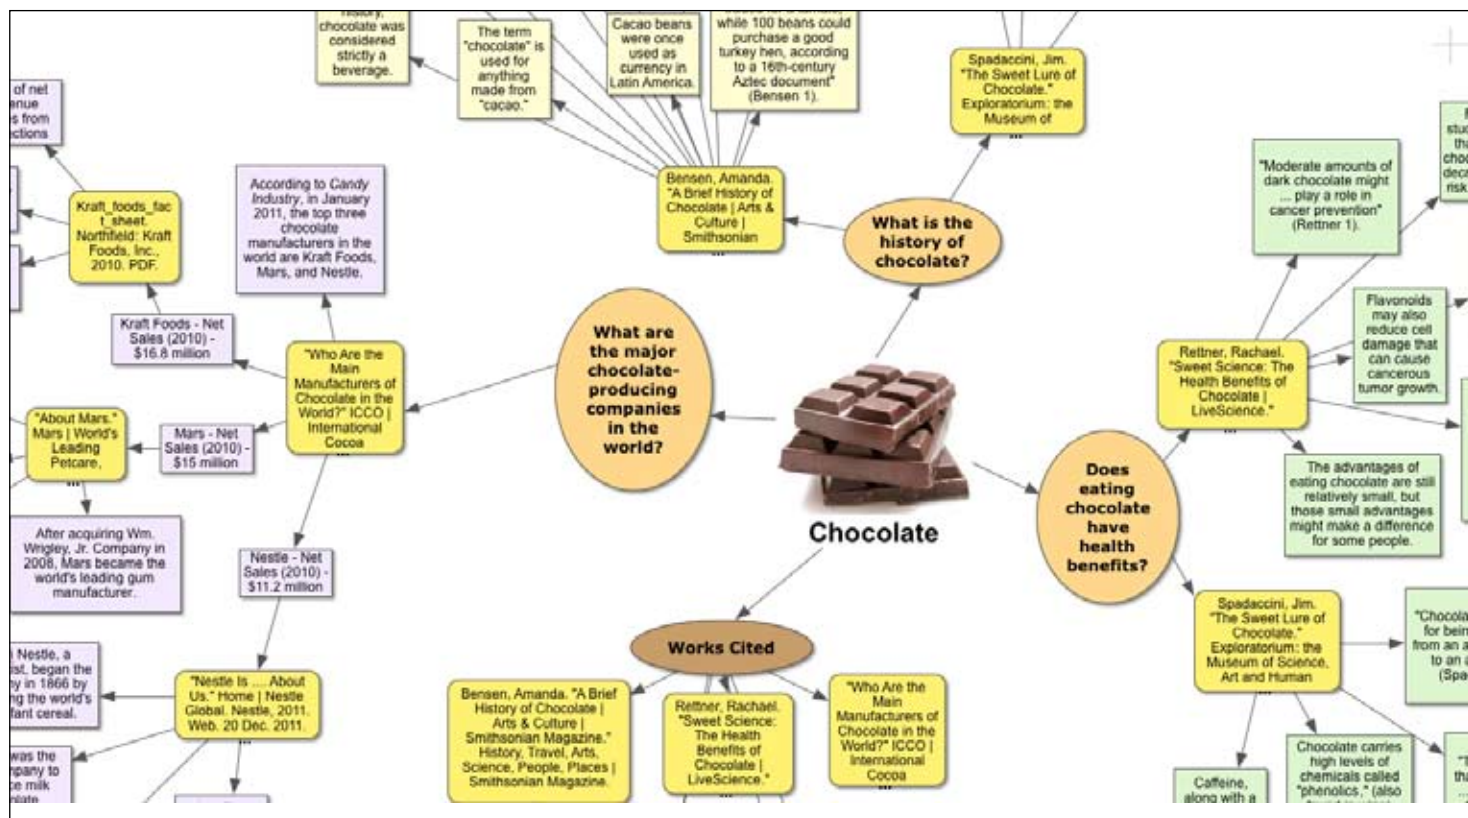 history,
chocolate was
considered
strictly a
beverage.
The term
"chocolate" is
used for
anything
made from
"cacao."
Cacao beans
were once
used as
currency in
Latin America.
while 100 beans could
purchase a good
turkey hen, according
to a 16th-century
Aztec document"
(Bensen 1).
Spadaccini, Jim.
"The Sweet Lure of
Chocolate."
Exploratorium: the
Museum of
...
of net
enue
s from
ctions
According to Candy
Industry, in January
2011, the top three
chocolate
manufacturers in the
world are Kraft Foods,
Mars, and Nestle.
Kraft_foods_fac
t_sheet.
Northfield: Kraft
Foods, Inc.,
2010. PDF.
Bensen, Amanda.
"A Brief History of
Chocolate | Arts &
Culture |
Smithsonian
...
What is the
history of
chocolate?
"Moderate amounts of
dark chocolate might
... play a role in
cancer prevention"
(Rettner 1).
stu
tha
choc
decr
risk
Kraft Foods - Net
Sales (2010) -
$16.8 million
"Who Are the
Main
Manufacturers of
Chocolate in the
World?" ICCO |
International
Cocoa
...
What are
the major
chocolate-
producing
companies
in the
world?
Flavonoids
may also
reduce cell
damage that
can cause
cancerous
tumor growth.
Rettner, Rachael.
"Sweet Science: The
Health Benefits of
Chocolate |
LiveScience."
...
"About Mars."
Mars | World's
Leading
Petcare,
...
Mars - Net
Sales (2010) -
$15 million
The advantages of
eating chocolate are still
relatively small, but
those small advantages
might make a difference
for some people.
Does
eating
chocolate
have
health
benefits?
Chocolate
After acquiring Wm.
Wrigley, Jr. Company in
2008, Mars became the
world's leading gum
manufacturer.
Nestle - Net
Sales (2010) -
$11.2 million
Spadaccini, Jim.
"The Sweet Lure of
Chocolate."
Exploratorium: the
Museum of Science,
Art and Human
...
"Chocola
for bein
from an a
to an a
(Spa
Works Cited
Nestle, a
ist, began the
ny in 1866 by
ng the world's
fant cereal.
"Nestle Is .... About
Us." Home | Nestle
Global. Nestle, 2011.
Web. 20 Dec. 2011.
...
Bensen, Amanda. "A Brief
History of Chocolate |
Arts & Culture |
Smithsonian Magazine."
History, Travel, Arts,
Science, People, Places |
Smithsonian Magazine.
Rettner, Rachael.
"Sweet Science:
The Health
Benefits of
Chocolate |
LiveScience."
...
"Who Are the
Main
Manufacturers of
Chocolate in the
World?" ICCO |
International
Cocoa
...
was the
mpany to
ce milk
Caffeine,
along with a
Chocolate carries
high levels of
chemicals called
"phenolics," (also
"T
tha